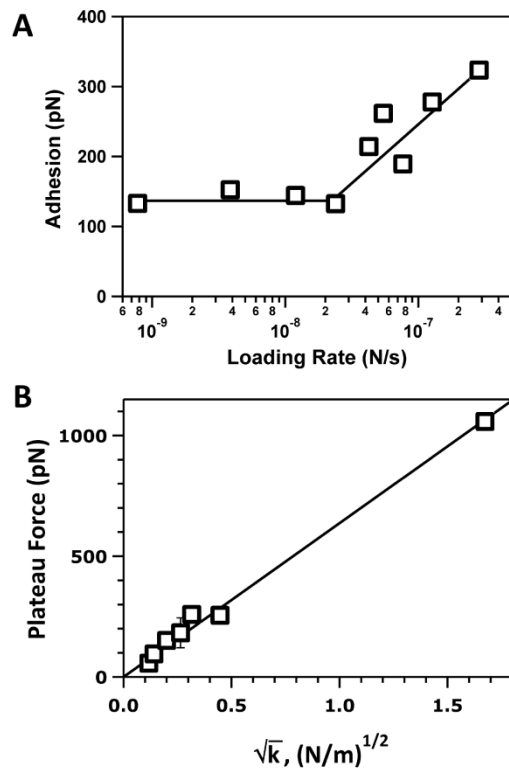 A
400
300
200
100
0
Adhesion (pN)
6 8 2 4 6 8 2 4 6 8 2 4
10⁻⁹ 10⁻⁸ 10⁻⁷
Loading Rate (N/s)
B
1000
500
0
Plateau Force (pN)
0.0 0.5 1.0 1.5
√k, (N/m)¹ᐟ²